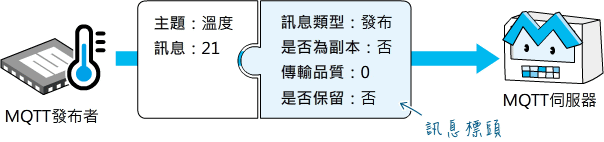 主題：溫度
訊息：21
訊息類型：發布
是否為副本：否
傳輸品質：0
是否保留：否
MQTT發布者
MQTT伺服器
訊息標頭